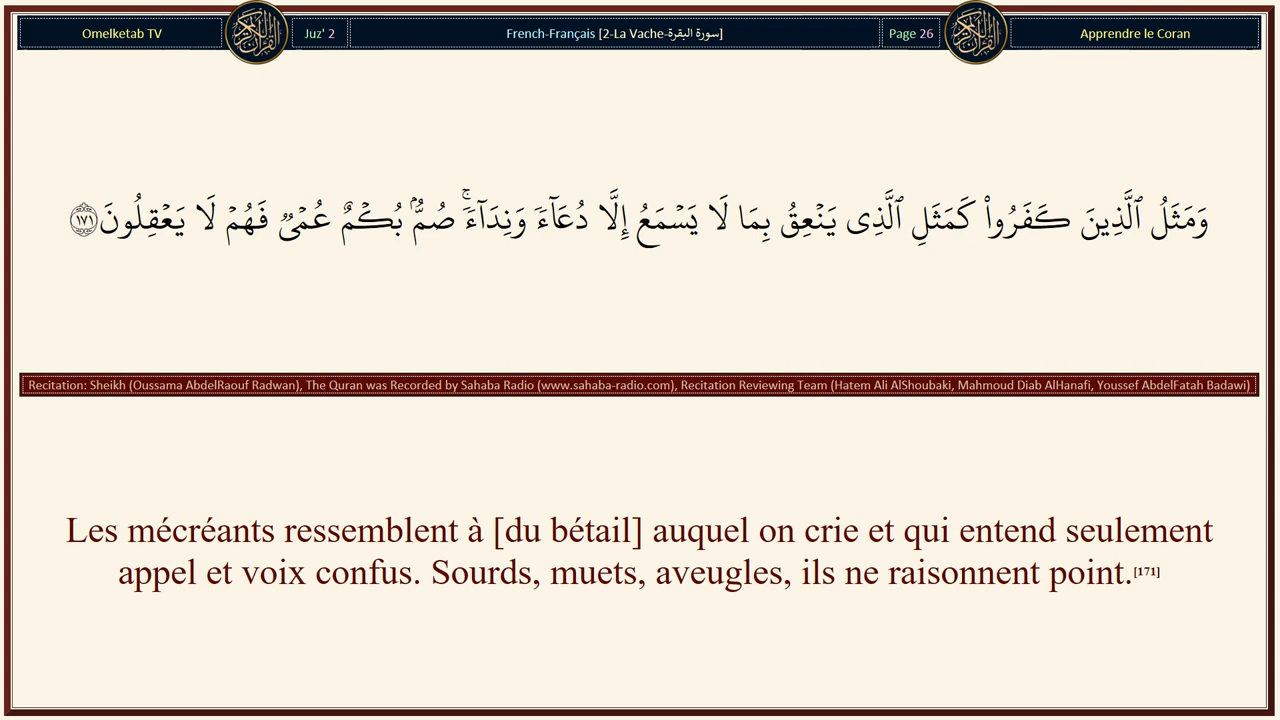 Omelketab TV
Juz' 2
French-Français [2-La Vache-سورة البقرة]
Page 26
Apprendre le Coran
وَمَثَلُ ٱلَّذِينَ كَفَرُواْ كَمَثَلِ ٱلَّذِى يَنْعِقُ بِمَا لَا يَسْمَعُ إِلَّا دُعَآءً وَنِدَآءً ۚ صُمٌّۢ بُكْمٌ عُمْىٌ فَهُمْ لَا يَعْقِلُونَ ١٧١
Recitation: Sheikh (Oussama AbdelRaouf Radwan), The Quran was Recorded by Sahaba Radio (www.sahaba-radio.com), Recitation Reviewing Team (Hatem Ali AlShoubaki, Mahmoud Diab AlHanafi, Youssef AbdelFatah Badawi)
Les mécréants ressemblent à [du bétail] auquel on crie et qui entend seulement
appel et voix confus. Sourds, muets, aveugles, ils ne raisonnent point.[171]